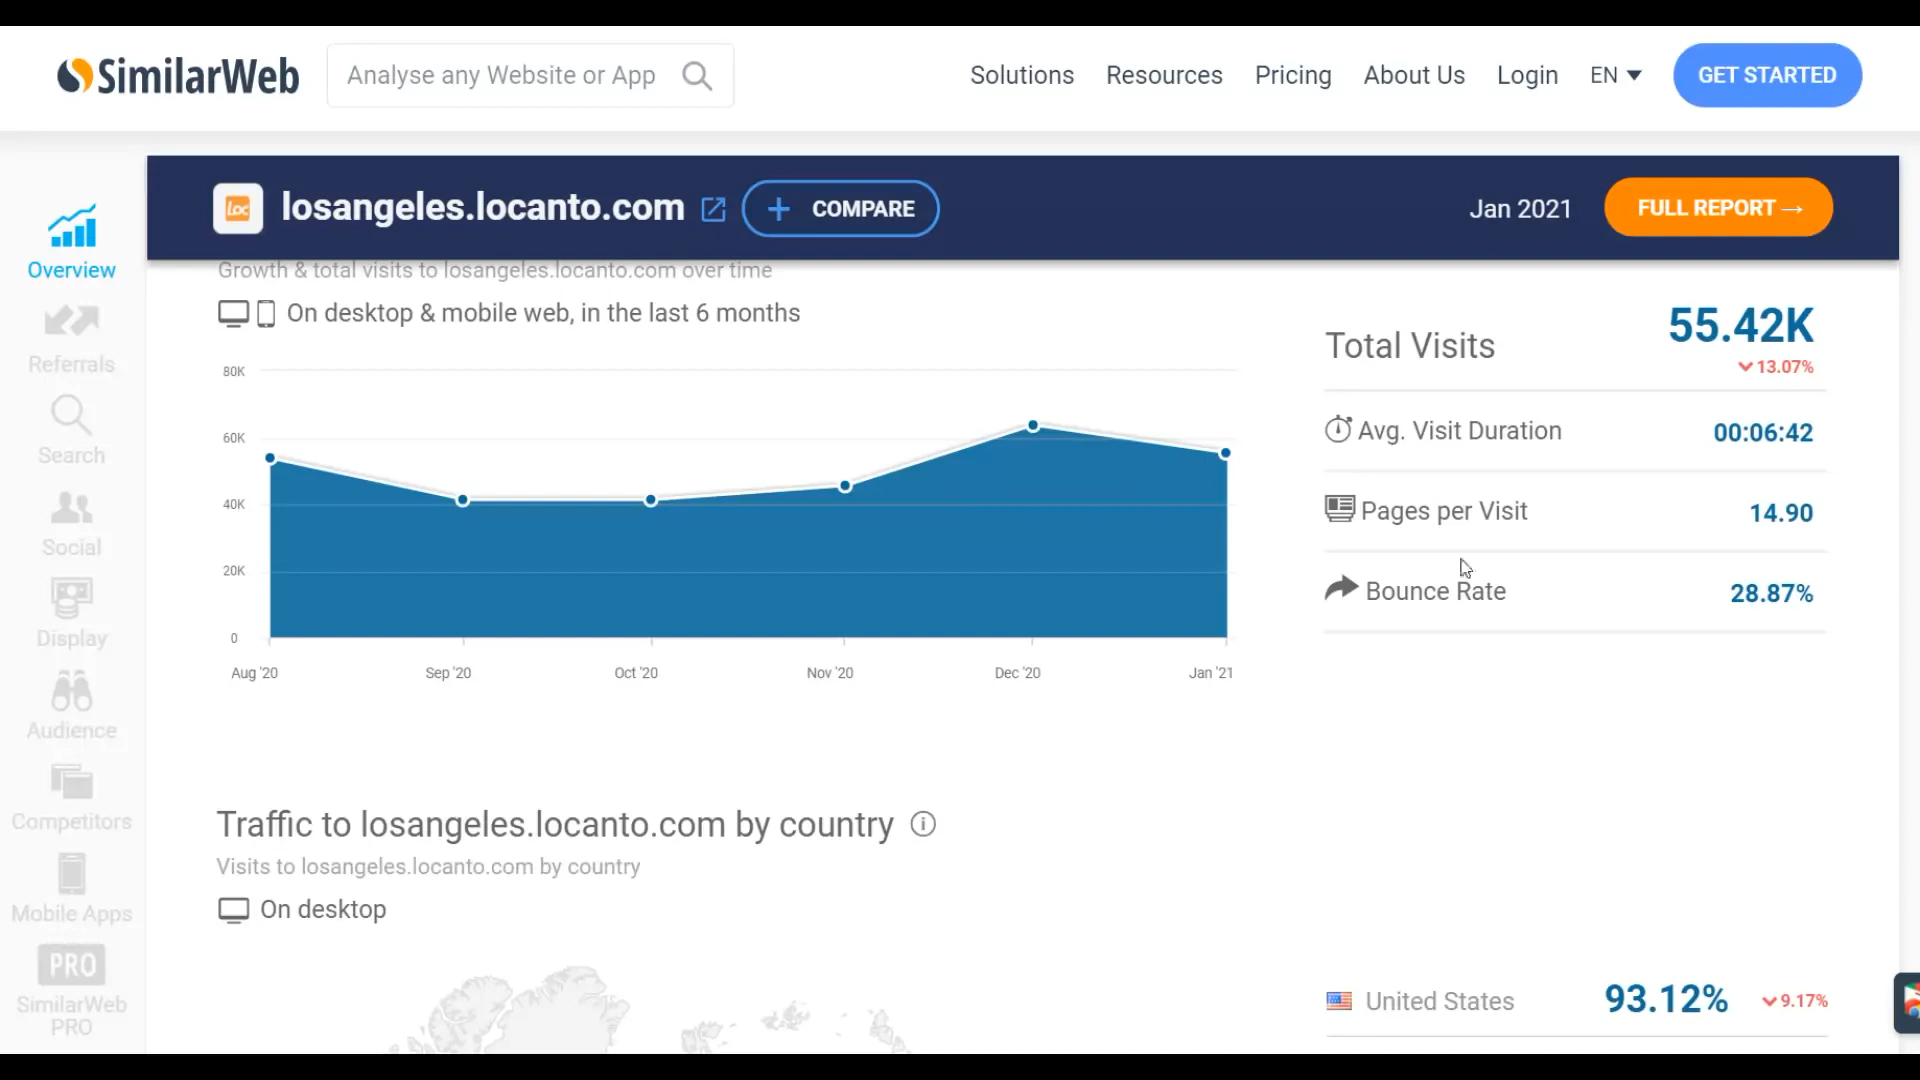 SimilarWeb
Analyse any Website or App
Solutions
Resources
Pricing
About Us
Login
EN
GET STARTED
Loc
losangeles.locanto.com
+ COMPARE
Jan 2021
FULL REPORT →
Overview
Referrals
Search
Social
Display
Audience
Competitors
Mobile Apps
PRO
SimilarWeb
PRO
Growth & total visits to losangeles.locanto.com over time
On desktop & mobile web, in the last 6 months
80K
60K
40K
20K
0
Aug '20
Sep '20
Oct '20
Nov '20
Dec '20
Jan '21
Total Visits
55.42K
13.07%
Avg. Visit Duration
00:06:42
Pages per Visit
14.90
Bounce Rate
28.87%
Traffic to losangeles.locanto.com by country
Visits to losangeles.locanto.com by country
On desktop
United States
93.12%
9.17%